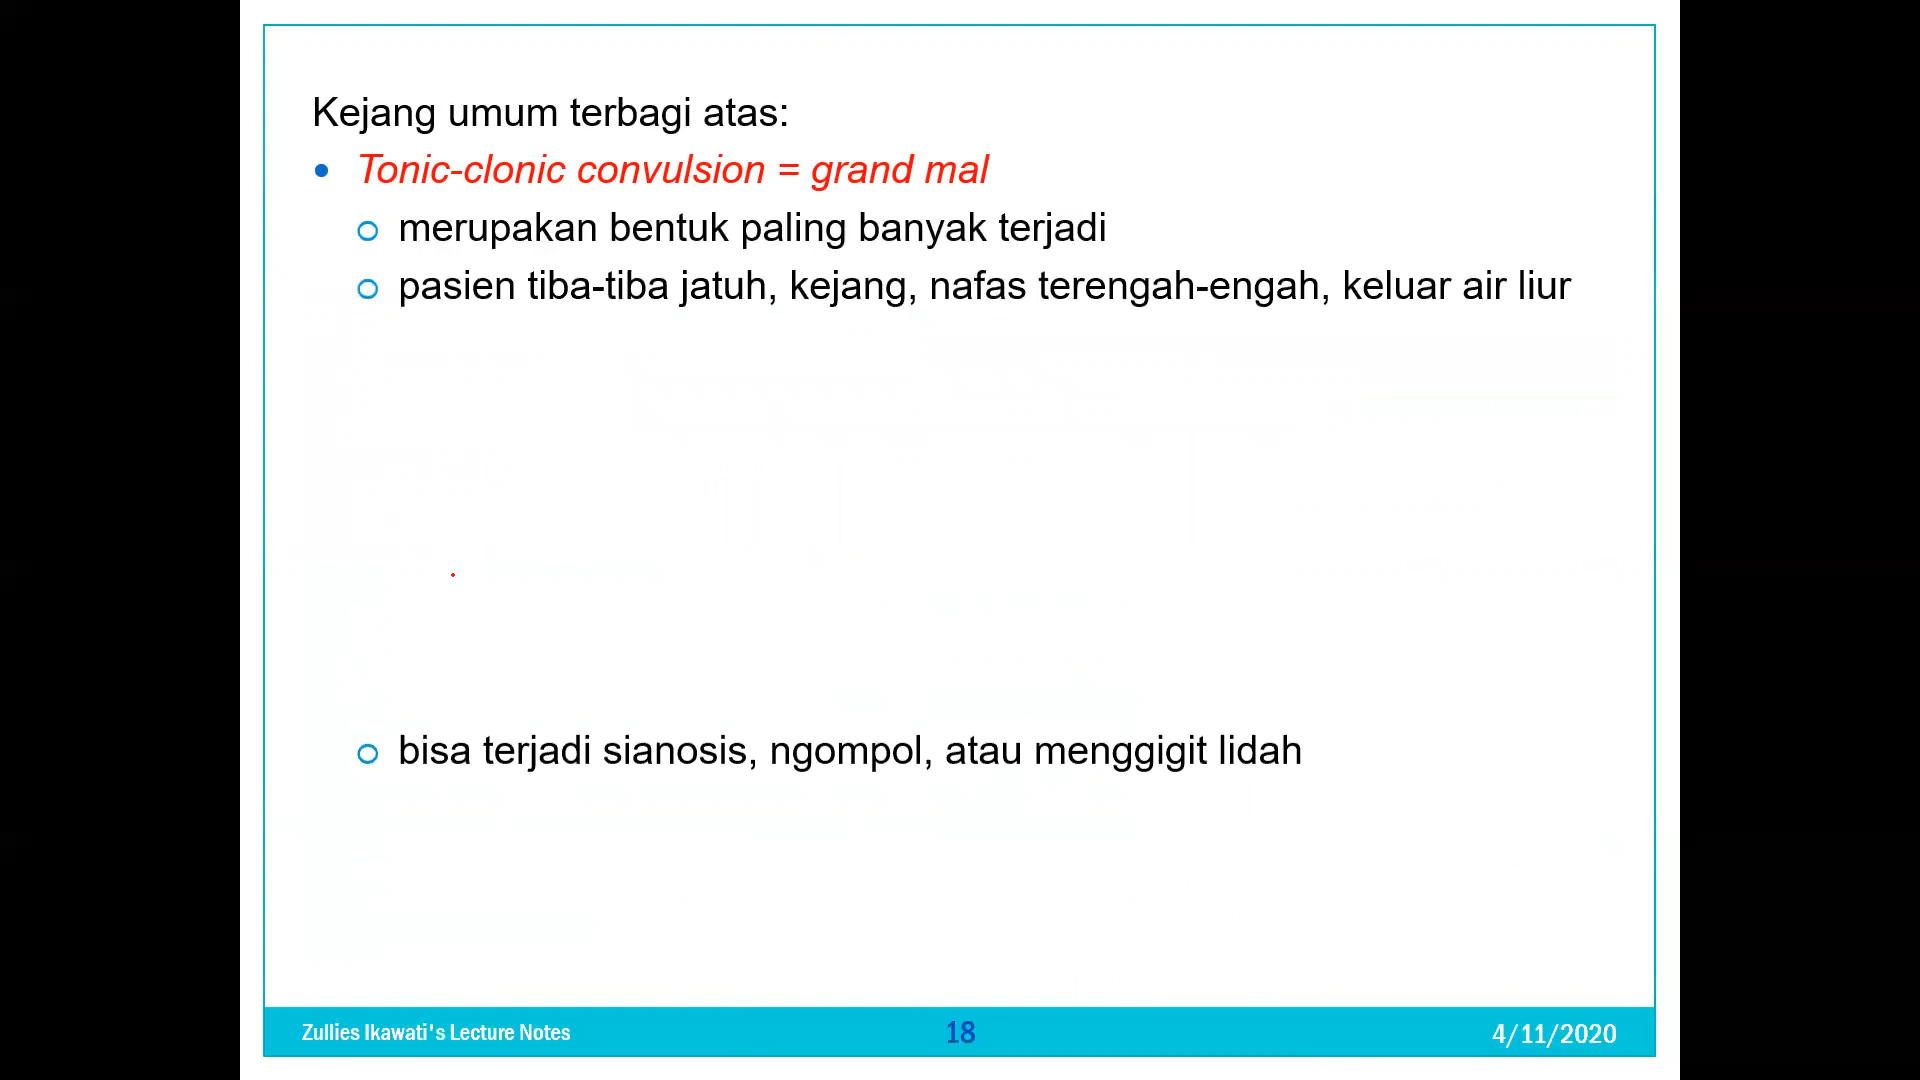 Kejang umum terbagi atas:
• Tonic-clonic convulsion = grand mal
o merupakan bentuk paling banyak terjadi
o pasien tiba-tiba jatuh, kejang, nafas terengah-engah, keluar air liur
o bisa terjadi sianosis, ngompol, atau menggigit lidah
Zullies Ikawati's Lecture Notes 18 4/11/2020